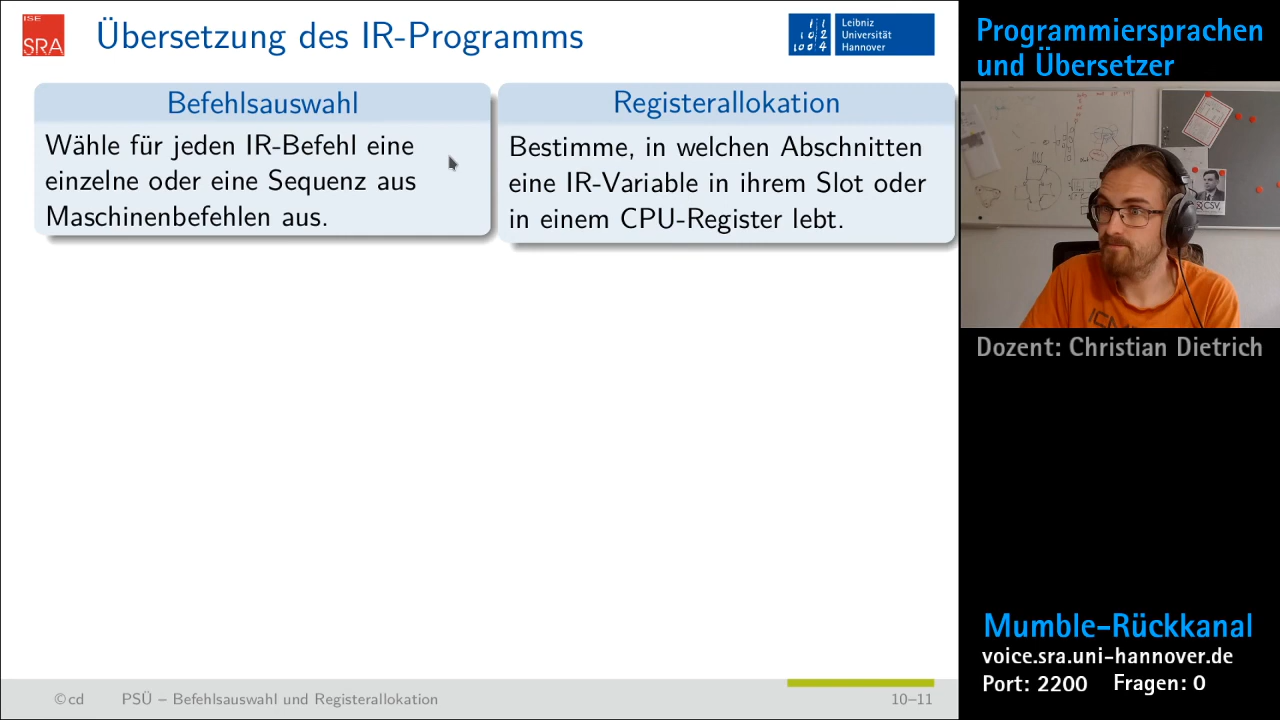 ISE
SRA
Übersetzung des IR-Programms
Leibniz
Universität
Hannover
Befehlsauswahl
Wähle für jeden IR-Befehl eine
einzelne oder eine Sequenz aus
Maschinenbefehlen aus.
Registerallokation
Bestimme, in welchen Abschnitten
eine IR-Variable in ihrem Slot oder
in einem CPU-Register lebt.
©cd
PSÜ – Befehlsauswahl und Registerallokation
10–11
Programmiersprachen
und Übersetzer
Dozent: Christian Dietrich
Mumble-Rückkanal
voice.sra.uni-hannover.de
Port: 2200
Fragen: 0